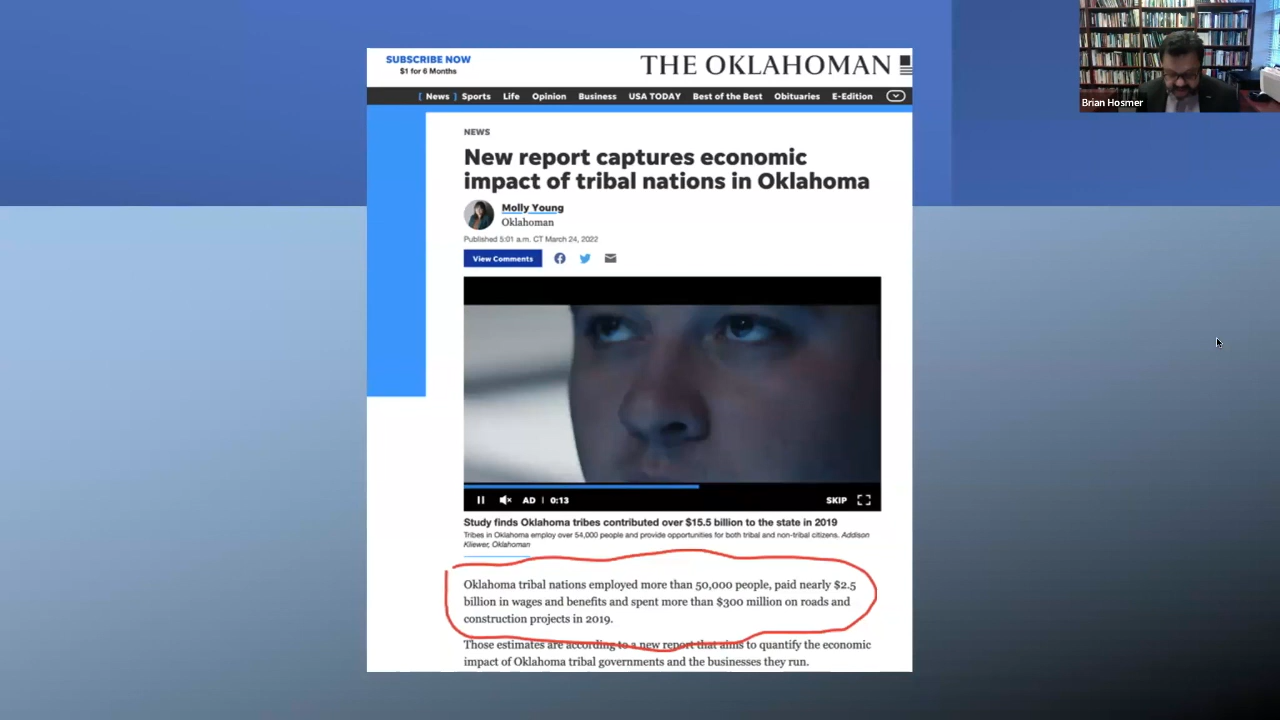 SUBSCRIBE NOW
$1 for 6 Months
THE OKLAHOMAN
[ News ] Sports Life Opinion Business USA TODAY Best of the Best Obituaries E-Edition
Brian Hosmer
NEWS
New report captures economic
impact of tribal nations in Oklahoma
Molly Young
Oklahoman
Published 5:01 a.m. CT March 24, 2022
View Comments
AD | 0:13
SKIP
Study finds Oklahoma tribes contributed over $15.5 billion to the state in 2019
Tribes in Oklahoma employ over 54,000 people and provide opportunities for both tribal and non-tribal citizens. Addison
Kliewer, Oklahoman
Oklahoma tribal nations employed more than 50,000 people, paid nearly $2.5
billion in wages and benefits and spent more than $300 million on roads and
construction projects in 2019.
Those estimates are according to a new report that aims to quantify the economic
impact of Oklahoma tribal governments and the businesses they run.